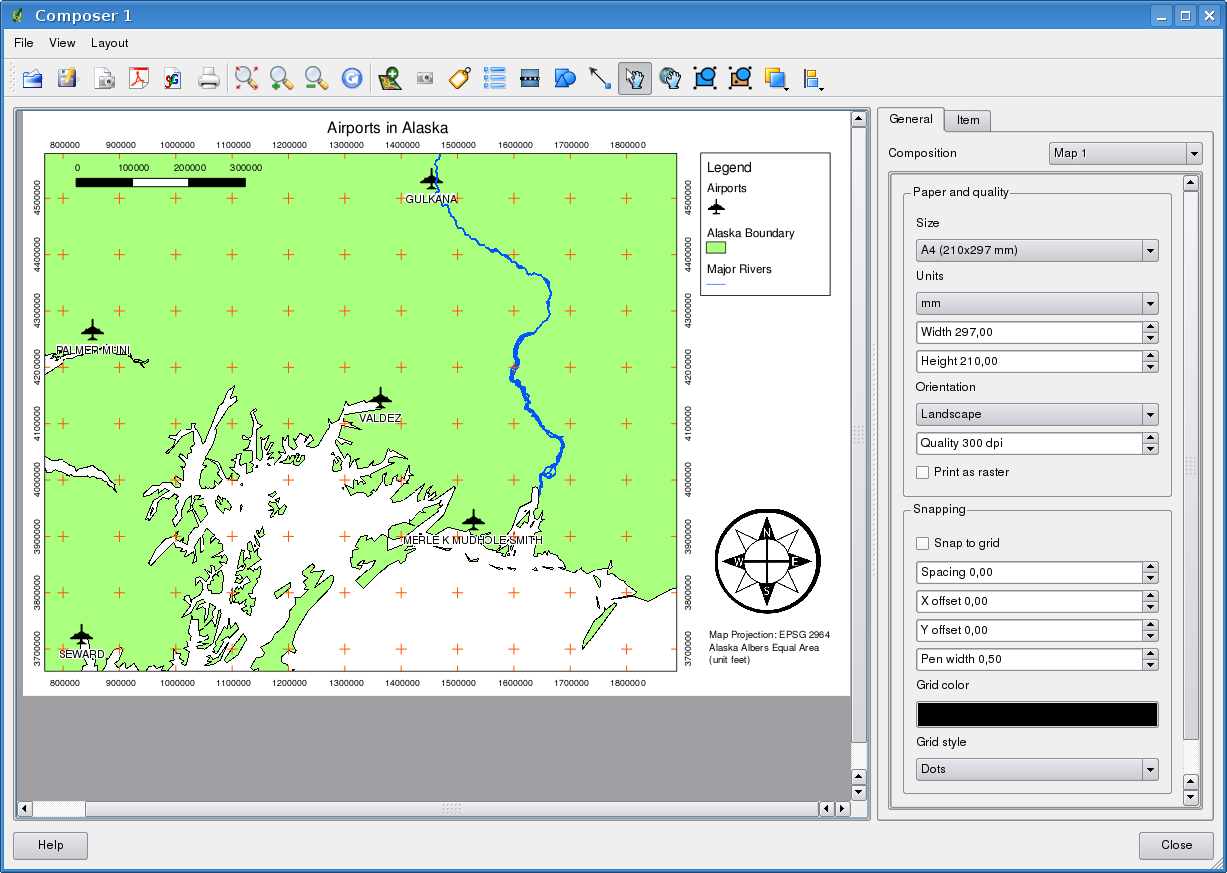 Composer 1
File View Layout
Airports in Alaska
800000 900000 1000000 1100000 1200000 1300000 1400000 1500000 1600000 1700000 1800000
0 100000 200000 300000
4500000
4400000
4300000
4200000
4100000
4000000
3900000
3800000
3700000
GULKANA
PALMER MUNI
VALDEZ
MERLE K MUDHOLE SMITH
SEWARD
4500000
4400000
4300000
4200000
4100000
4000000
3900000
3800000
3700000
800000 900000 1000000 1100000 1200000 1300000 1400000 1500000 1600000 1700000 1800000
Legend
Airports
Alaska Boundary
Major Rivers
N
W E
S
Map Projection: EPSG 2964
Alaska Albers Equal Area
(unit feet)
General Item
Composition Map 1
Paper and quality
Size
A4 (210x297 mm)
Units
mm
Width 297,00
Height 210,00
Orientation
Landscape
Quality 300 dpi
Print as raster
Snapping
Snap to grid
Spacing 0,00
X offset 0,00
Y offset 0,00
Pen width 0,50
Grid color
Grid style
Dots
Help Close